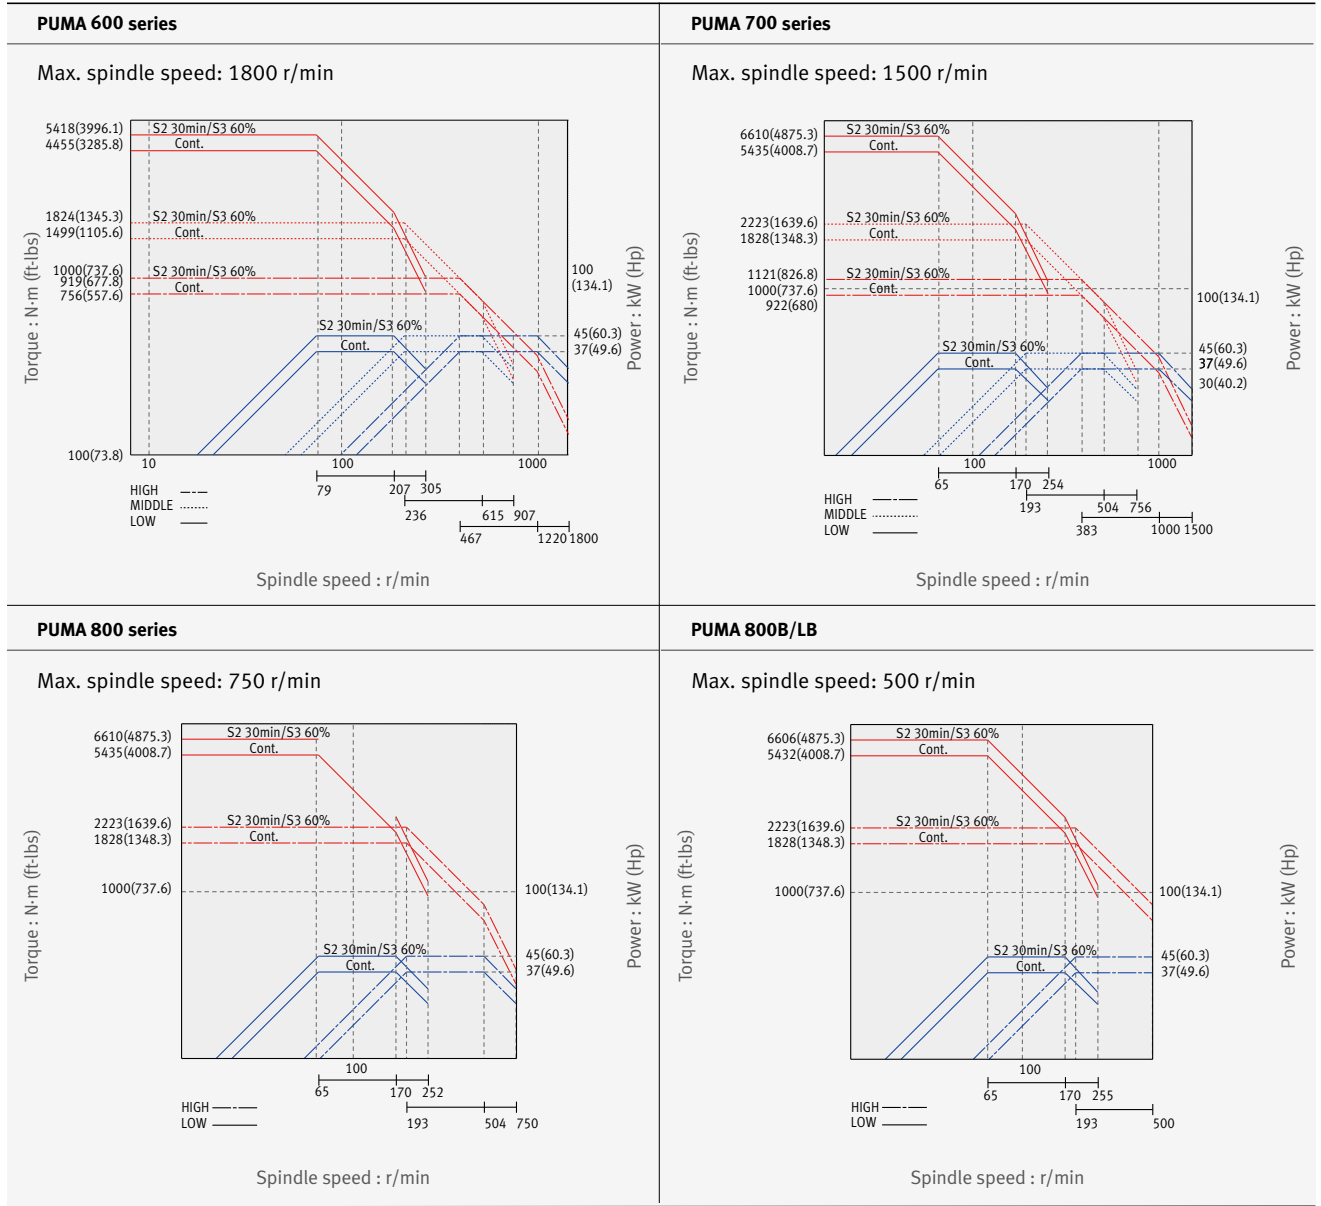 PUMA 600 series
Max. spindle speed: 1800 r/min
Torque : N·m (ft-lbs)
5418(3996.1)
4455(3285.8)
1824(1345.3)
1499(1105.6)
1000(737.6)
919(677.8)
756(557.6)
100(73.8)
S2 30min/S3 60%
Cont.
S2 30min/S3 60%
Cont.
S2 30min/S3 60%
Cont.
S2 30min/S3 60%
Cont.
100
(134.1)
45(60.3)
37(49.6)
Power : kW (Hp)
10 100 1000
79 207 305
236 615 907
467 1220 1800
HIGH
MIDDLE
LOW
Spindle speed : r/min
PUMA 700 series
Max. spindle speed: 1500 r/min
Torque : N·m (ft-lbs)
6610(4875.3)
5435(4008.7)
2223(1639.6)
1828(1348.3)
1121(826.8)
1000(737.6)
922(680)
S2 30min/S3 60%
Cont.
S2 30min/S3 60%
Cont.
S2 30min/S3 60%
Cont.
S2 30min/S3 60%
Cont.
100(134.1)
45(60.3)
37(49.6)
30(40.2)
Power : kW (Hp)
100 1000
65 170 254
193 504 756
383 1000 1500
HIGH
MIDDLE
LOW
Spindle speed : r/min
PUMA 800 series
Max. spindle speed: 750 r/min
Torque : N·m (ft-lbs)
6610(4875.3)
5435(4008.7)
2223(1639.6)
1828(1348.3)
1000(737.6)
S2 30min/S3 60%
Cont.
S2 30min/S3 60%
Cont.
S2 30min/S3 60%
Cont.
100(134.1)
45(60.3)
37(49.6)
Power : kW (Hp)
100
65 170 252
193 504 750
HIGH
LOW
Spindle speed : r/min
PUMA 800B/LB
Max. spindle speed: 500 r/min
Torque : N·m (ft-lbs)
6606(4875.3)
5432(4008.7)
2223(1639.6)
1828(1348.3)
1000(737.6)
S2 30min/S3 60%
Cont.
S2 30min/S3 60%
Cont.
S2 30min/S3 60%
Cont.
100(134.1)
45(60.3)
37(49.6)
Power : kW (Hp)
100
65 170 255
193 500
HIGH
LOW
Spindle speed : r/min